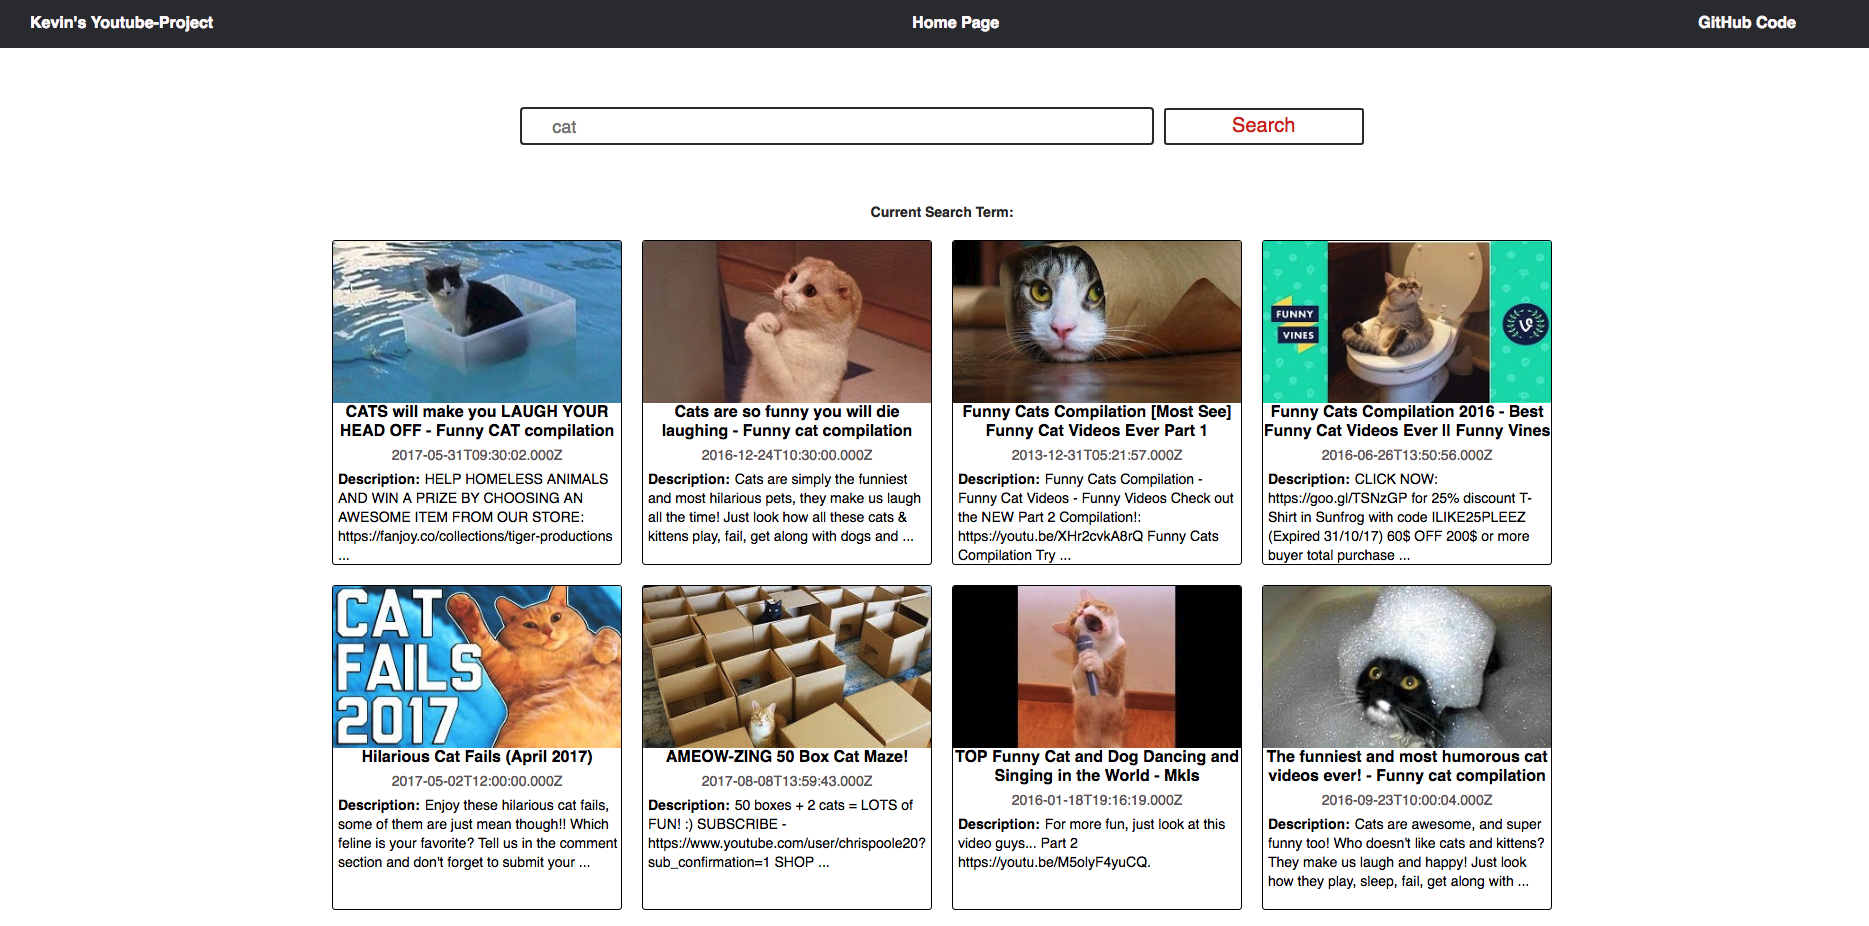 Kevin's Youtube-Project
Home Page
GitHub Code
cat
Search
Current Search Term:
FUNNY
VINES
CATS will make you LAUGH YOUR
HEAD OFF - Funny CAT compilation
2017-05-31T09:30:02.000Z
Description: HELP HOMELESS ANIMALS
AND WIN A PRIZE BY CHOOSING AN
AWESOME ITEM FROM OUR STORE:
https://fanjoy.co/collections/tiger-productions
...
Cats are so funny you will die
laughing - Funny cat compilation
2016-12-24T10:30:00.000Z
Description: Cats are simply the funniest
and most hilarious pets, they make us laugh
all the time! Just look how all these cats &
kittens play, fail, get along with dogs and ...
Funny Cats Compilation [Most See]
Funny Cat Videos Ever Part 1
2013-12-31T05:21:57.000Z
Description: Funny Cats Compilation -
Funny Cat Videos - Funny Videos Check out
the NEW Part 2 Compilation!:
https://youtu.be/XHr2cvkA8rQ Funny Cats
Compilation Try ...
Funny Cats Compilation 2016 - Best
Funny Cat Videos Ever || Funny Vines
2016-06-26T13:50:56.000Z
Description: CLICK NOW:
https://goo.gl/TSNzGP for 25% discount T-
Shirt in Sunfrog with code ILIKE25PLEEZ
(Expired 31/10/17) 60$ OFF 200$ or more
buyer total purchase ...
CAT
FAILS
2017
Hilarious Cat Fails (April 2017)
2017-05-02T12:00:00.000Z
Description: Enjoy these hilarious cat fails,
some of them are just mean though!! Which
feline is your favorite? Tell us in the comment
section and don't forget to submit your ...
AMEOW-ZING 50 Box Cat Maze!
2017-08-08T13:59:43.000Z
Description: 50 boxes + 2 cats = LOTS of
FUN! :) SUBSCRIBE -
https://www.youtube.com/user/chrispoole20?
sub_confirmation=1 SHOP ...
TOP Funny Cat and Dog Dancing and
Singing in the World - Mkls
2016-01-18T19:16:19.000Z
Description: For more fun, just look at this
video guys... Part 2
https://youtu.be/M5olyF4yuCQ.
The funniest and most humorous cat
videos ever! - Funny cat compilation
2016-09-23T10:00:04.000Z
Description: Cats are awesome, and super
funny too! Who doesn't like cats and kittens?
They make us laugh and happy! Just look
how they play, sleep, fail, get along with ...